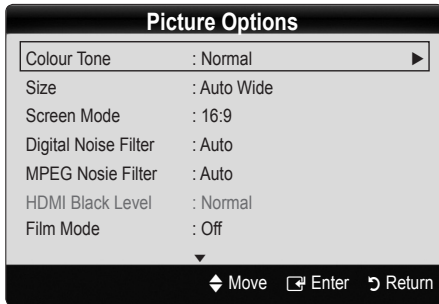 Picture Options
Colour Tone : Normal
Size : Auto Wide
Screen Mode : 16:9
Digital Noise Filter : Auto
MPEG Nosie Filter : Auto
HDMI Black Level : Normal
Film Mode : Off
Move Enter Return